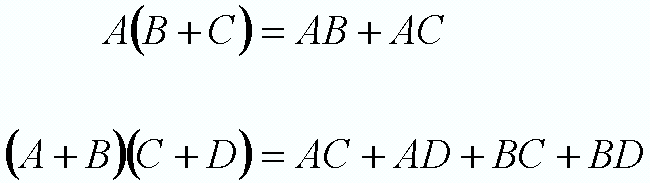 A(B + C) = AB + AC
(A + B)(C + D) = AC + AD + BC + BD